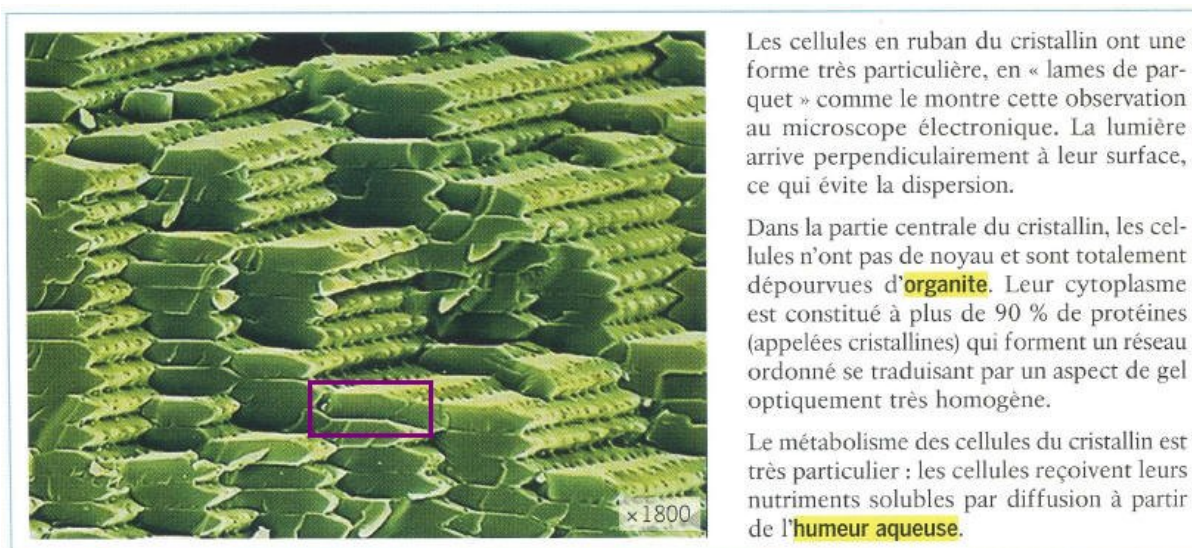 Les cellules en ruban du cristallin ont une
forme très particulière, en « lames de par-
quet » comme le montre cette observation
au microscope électronique. La lumière
arrive perpendiculairement à leur surface,
ce qui évite la dispersion.
Dans la partie centrale du cristallin, les cel-
lules n'ont pas de noyau et sont totalement
dépourvues d'organite. Leur cytoplasme
est constitué à plus de 90 % de protéines
(appelées cristallines) qui forment un réseau
ordonné se traduisant par un aspect de gel
optiquement très homogène.
Le métabolisme des cellules du cristallin est
très particulier : les cellules reçoivent leurs
nutriments solubles par diffusion à partir
de l'humeur aqueuse.
×1800